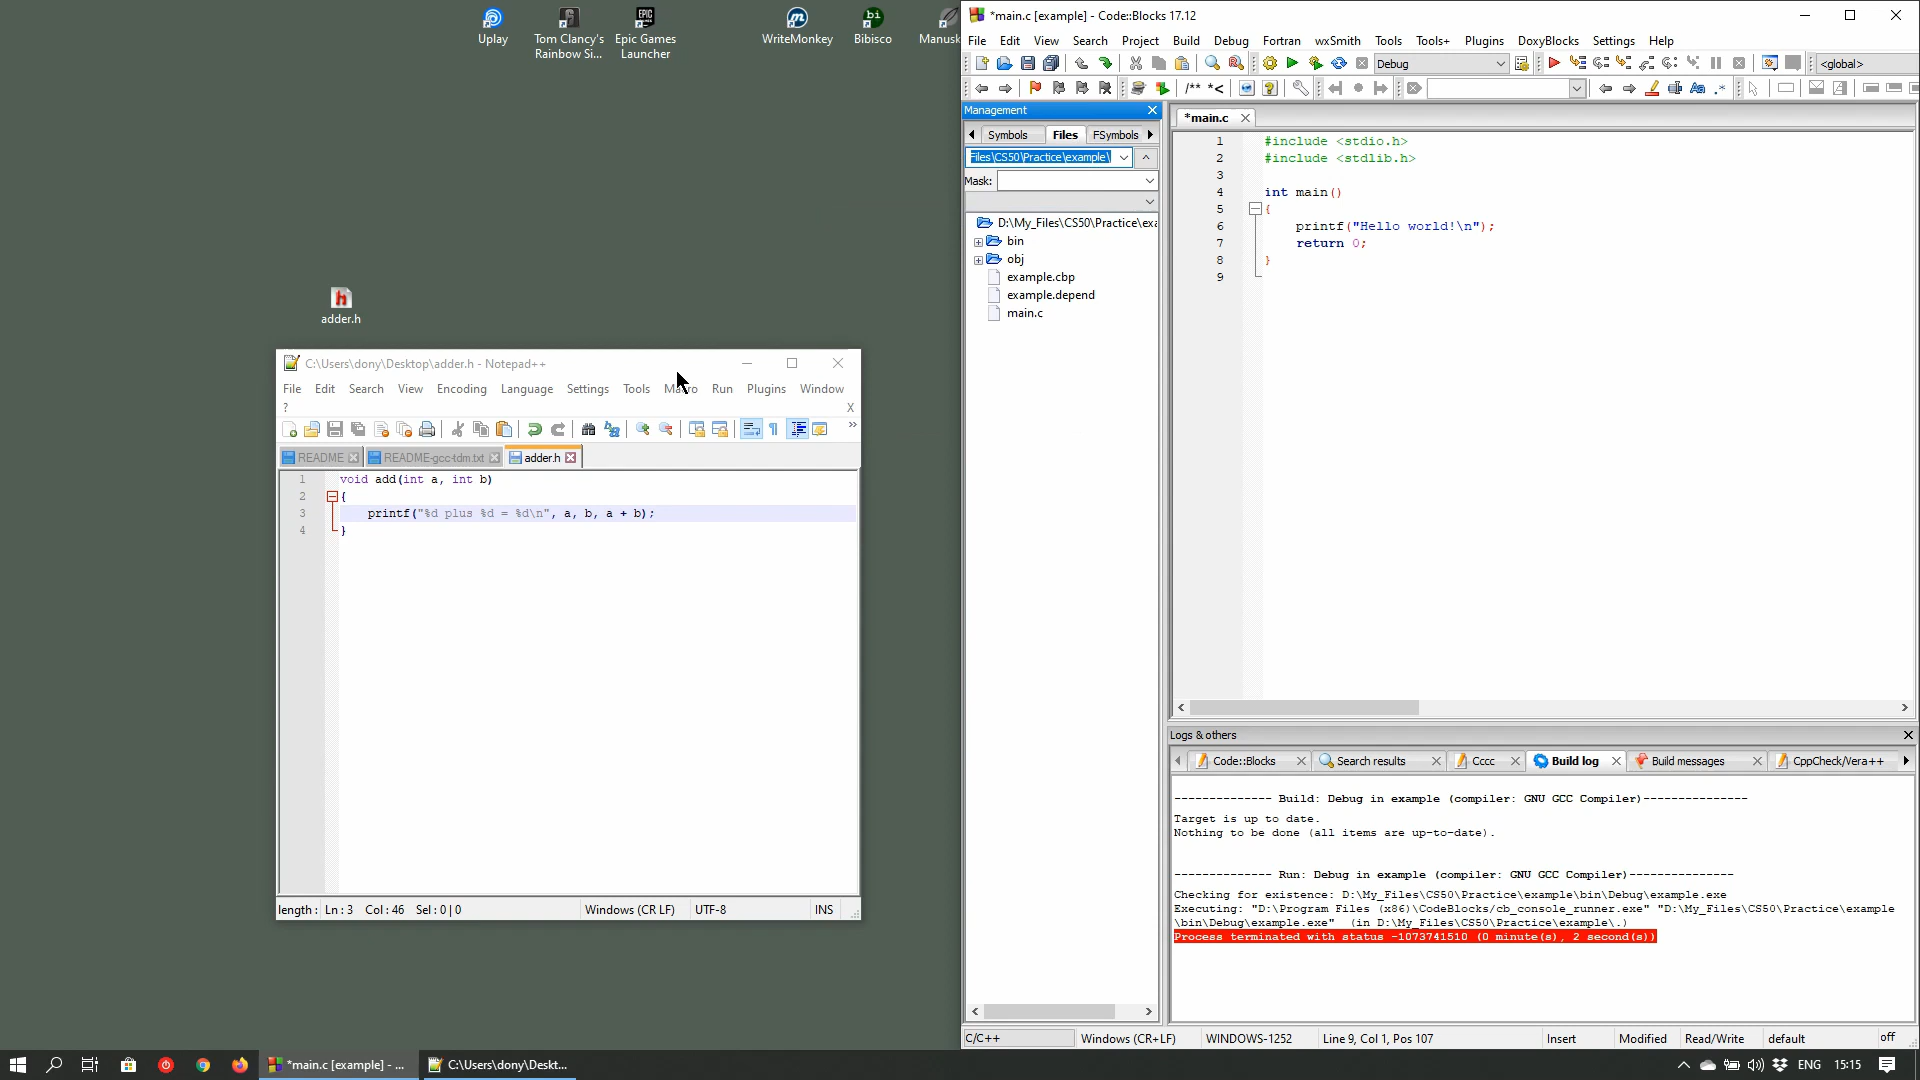 Uplay
Tom Clancy's
Rainbow Si...
Epic Games
Launcher
WriteMonkey
Bibisco
Manusk
adder.h
C:\Users\dony\Desktop\adder.h - Notepad++
File Edit Search View Encoding Language Settings Tools Macro Run Plugins Window
? X
README README-gcc-tdm.txt adder.h
1 void add(int a, int b)
2 {
3 printf("%d plus %d = %d\n", a, b, a + b);
4 }
length : Ln : 3 Col : 46 Sel : 0 | 0 Windows (CR LF) UTF-8 INS
*main.c [example] - Code::Blocks 17.12
File Edit View Search Project Build Debug Fortran wxSmith Tools Tools+ Plugins DoxyBlocks Settings Help
Debug <global>
/** *<
Management
Symbols Files FSymbols
Files\CS50\Practice\example\
Mask:
D:\My_Files\CS50\Practice\exa
bin
obj
example.cbp
example.depend
main.c
*main.c
1 #include <stdio.h>
2 #include <stdlib.h>
3
4 int main()
5 {
6 printf("Hello world!\n");
7 return 0;
8 }
9
Logs & others
Code::Blocks Search results Cccc Build log Build messages CppCheck/Vera++
-------------- Build: Debug in example (compiler: GNU GCC Compiler)---------------
Target is up to date.
Nothing to be done (all items are up-to-date).
-------------- Run: Debug in example (compiler: GNU GCC Compiler)---------------
Checking for existence: D:\My_Files\CS50\Practice\example\bin\Debug\example.exe
Executing: "D:\Program Files (x86)\CodeBlocks/cb_console_runner.exe" "D:\My_Files\CS50\Practice\example
\bin\Debug\example.exe" (in D:\My_Files\CS50\Practice\example\.)
Process terminated with status -1073741510 (0 minute(s), 2 second(s))
C/C++ Windows (CR+LF) WINDOWS-1252 Line 9, Col 1, Pos 107 Insert Modified Read/Write default off
*main.c [example] - ... C:\Users\dony\Deskt... ENG 15:15